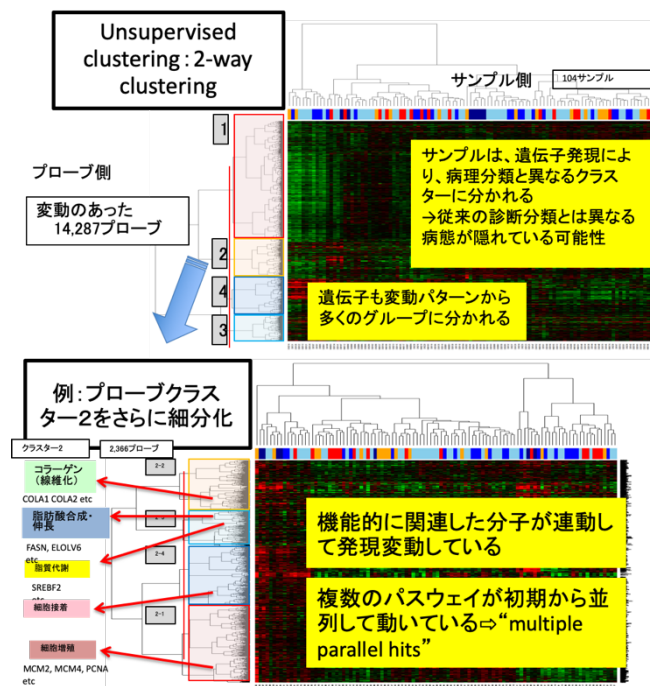 Unsupervised
clustering：2-way
clustering
サンプル側
104サンプル
1
プローブ側
変動のあった
14,287プローブ
2
4
3
サンプルは、遺伝子発現によ
り、病理分類と異なるクラス
ターに分かれる
→従来の診断分類とは異なる
病態が隠れている可能性
遺伝子も変動パターンから
多くのグループに分かれる
例：プローブクラ
スター２をさらに細分化
クラスター2
2,366プローブ
2-2
コラーゲン
（線維化）
COLA1 COLA2 etc
脂肪酸合成・
伸長
FASN, ELOLV6
etc
2-4
脂質代謝
SREBF2
etc
細胞接着
2-1
細胞増殖
MCM2, MCM4, PCNA
etc
機能的に関連した分子が連動し
て発現変動している
複数のパスウェイが初期から並
列して動いている⇨“multiple
parallel hits”